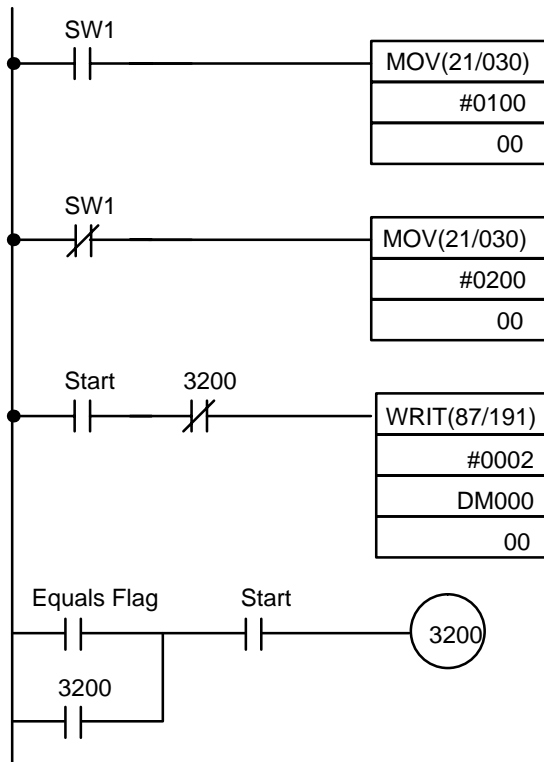 SW1
MOV(21/030)
#0100
00
SW1
MOV(21/030)
#0200
00
Start 3200
WRIT(87/191)
#0002
DM000
00
Equals Flag Start
3200
3200